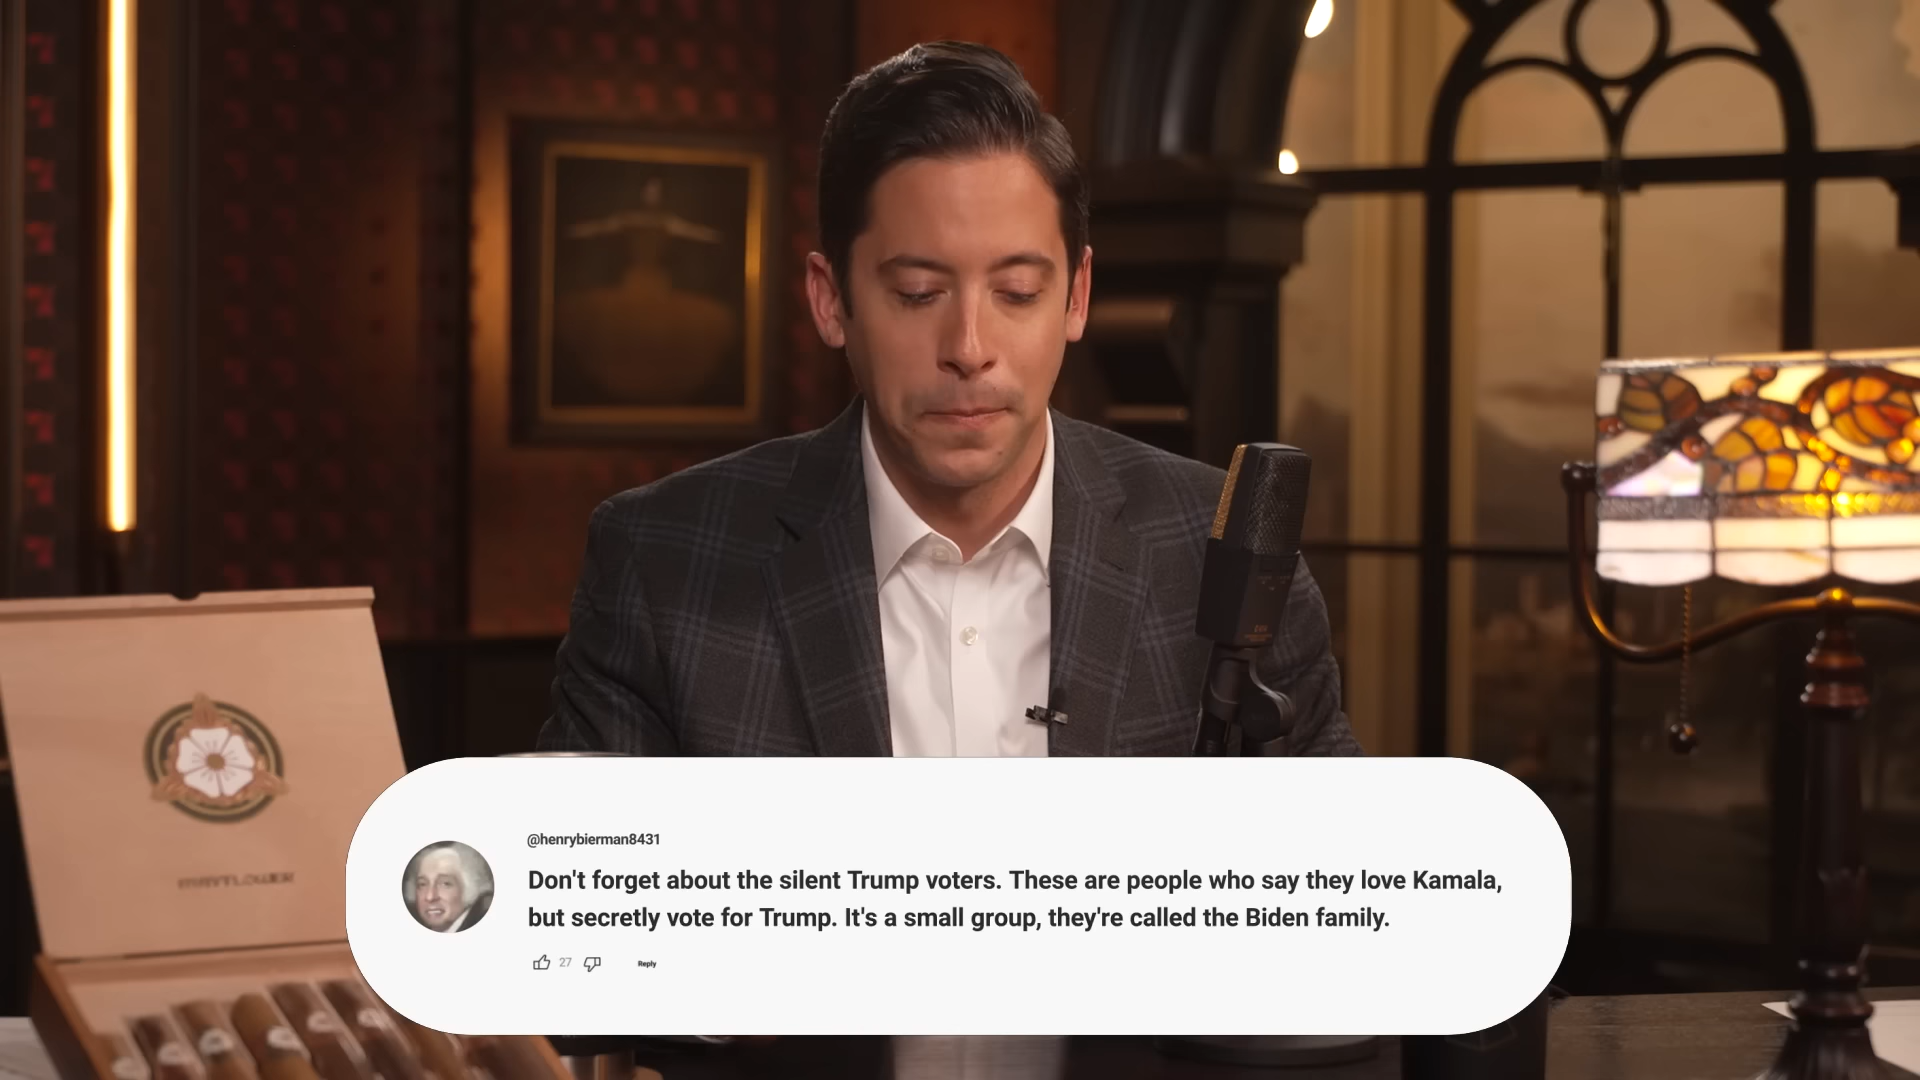 MAYFLOWER
@henrybierman8431
Don't forget about the silent Trump voters. These are people who say they love Kamala,
but secretly vote for Trump. It's a small group, they're called the Biden family.
27
Reply